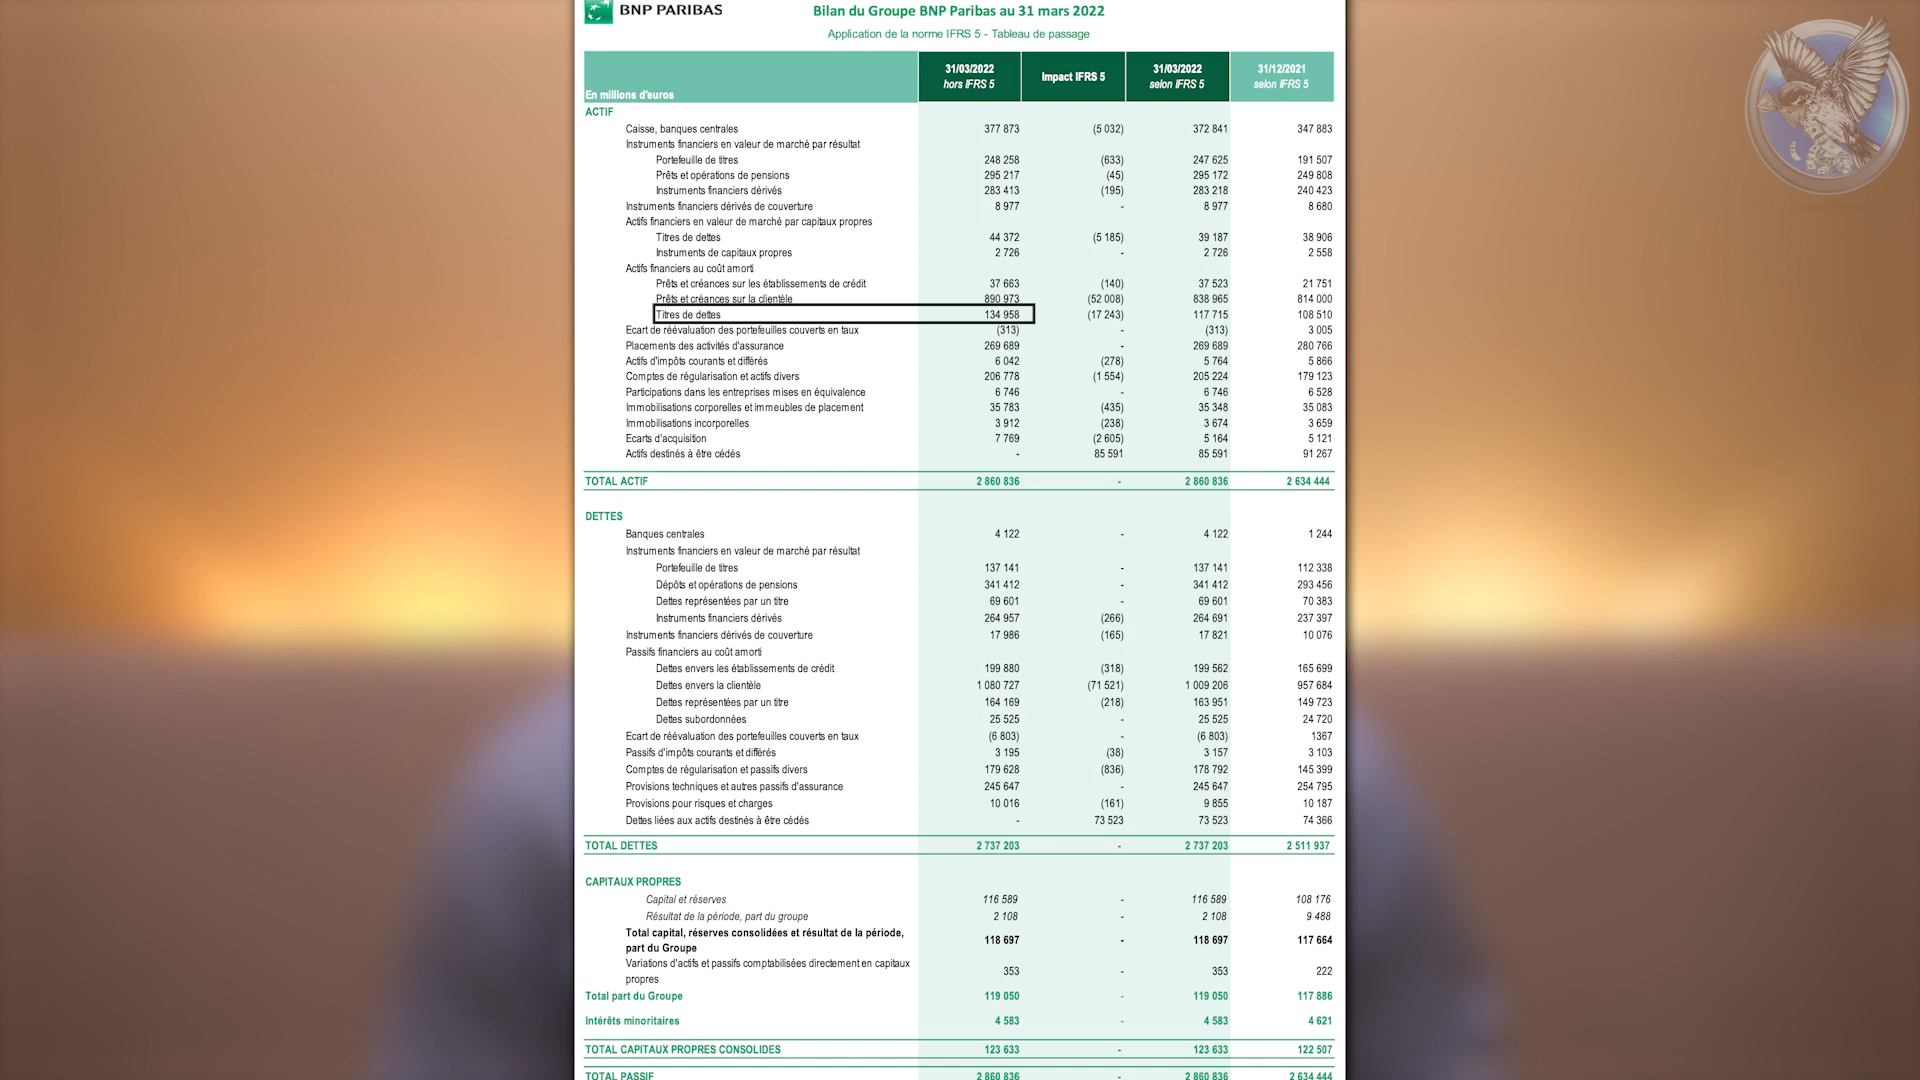 BNP PARIBAS
Bilan du Groupe BNP Paribas au 31 mars 2022
Application de la norme IFRS 5 - Tableau de passage
En millions d'euros 31/03/2022 hors IFRS 5 Impact IFRS 5 31/03/2022 selon IFRS 5 31/12/2021 selon IFRS 5
ACTIF
Caisse, banques centrales 377 873 (5 032) 372 841 347 883
Instruments financiers en valeur de marché par résultat
Portefeuille de titres 248 258 (633) 247 625 191 507
Prêts et opérations de pensions 295 217 (45) 295 172 249 808
Instruments financiers dérivés 283 413 (195) 283 218 240 423
Instruments financiers dérivés de couverture 8 977 - 8 977 8 680
Actifs financiers en valeur de marché par capitaux propres
Titres de dettes 44 372 (5 185) 39 187 38 906
Instruments de capitaux propres 2 726 - 2 726 2 558
Actifs financiers au coût amorti
Prêts et créances sur les établissements de crédit 37 663 (140) 37 523 21 751
Prêts et créances sur la clientèle 890 973 (52 008) 838 965 814 000
Titres de dettes 134 958 (17 243) 117 715 108 510
Ecart de réévaluation des portefeuilles couverts en taux (313) - (313) 3 005
Placements des activités d'assurance 269 689 - 269 689 280 766
Actifs d'impôts courants et différés 6 042 (278) 5 764 5 866
Comptes de régularisation et actifs divers 206 778 (1 554) 205 224 179 123
Participations dans les entreprises mises en équivalence 6 746 - 6 746 6 528
Immobilisations corporelles et immeubles de placement 35 783 (435) 35 348 35 083
Immobilisations incorporelles 3 912 (238) 3 674 3 659
Ecarts d'acquisition 7 769 (2 605) 5 164 5 121
Actifs destinés à être cédés - 85 591 85 591 91 267
TOTAL ACTIF 2 860 836 - 2 860 836 2 634 444
DETTES
Banques centrales 4 122 - 4 122 1 244
Instruments financiers en valeur de marché par résultat
Portefeuille de titres 137 141 - 137 141 112 338
Dépôts et opérations de pensions 341 412 - 341 412 293 456
Dettes représentées par un titre 69 601 - 69 601 70 383
Instruments financiers dérivés 264 957 (266) 264 691 237 397
Instruments financiers dérivés de couverture 17 986 (165) 17 821 10 076
Passifs financiers au coût amorti
Dettes envers les établissements de crédit 199 880 (318) 199 562 165 699
Dettes envers la clientèle 1 080 727 (71 521) 1 009 206 957 684
Dettes représentées par un titre 164 169 (218) 163 951 149 723
Dettes subordonnées 25 525 - 25 525 24 720
Ecart de réévaluation des portefeuilles couverts en taux (6 803) - (6 803) 1367
Passifs d'impôts courants et différés 3 195 (38) 3 157 3 103
Comptes de régularisation et passifs divers 179 628 (836) 178 792 145 399
Provisions techniques et autres passifs d'assurance 245 647 - 245 647 254 795
Provisions pour risques et charges 10 016 (161) 9 855 10 187
Dettes liées aux actifs destinés à être cédés - 73 523 73 523 74 366
TOTAL DETTES 2 737 203 - 2 737 203 2 511 937
CAPITAUX PROPRES
Capital et réserves 116 589 - 116 589 108 176
Résultat de la période, part du groupe 2 108 - 2 108 9 488
Total capital, réserves consolidées et résultat de la période,
part du Groupe 118 697 - 118 697 117 664
Variations d'actifs et passifs comptabilisées directement en capitaux
propres 353 - 353 222
Total part du Groupe 119 050 - 119 050 117 886
Intérêts minoritaires 4 583 - 4 583 4 621
TOTAL CAPITAUX PROPRES CONSOLIDES 123 633 - 123 633 122 507
TOTAL PASSIF 2 860 836 - 2 860 836 2 634 444